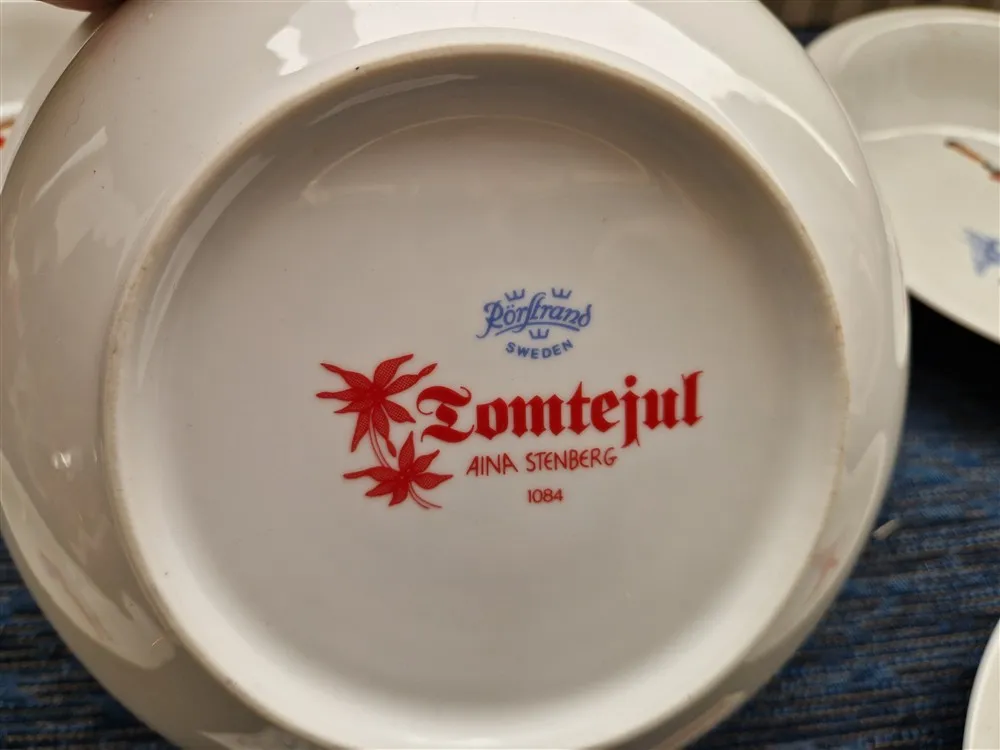 Rörstrand
SWEDEN
Tomtejul
AINA STENBERG
1084